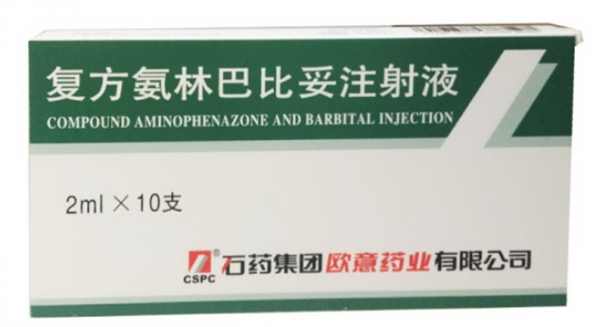 复方氨林巴比妥注射液
COMPOUND AMINOPHENAZONE AND BARBITAL INJECTION
2ml×10支
CSPC ® 石药集团欧意药业有限公司